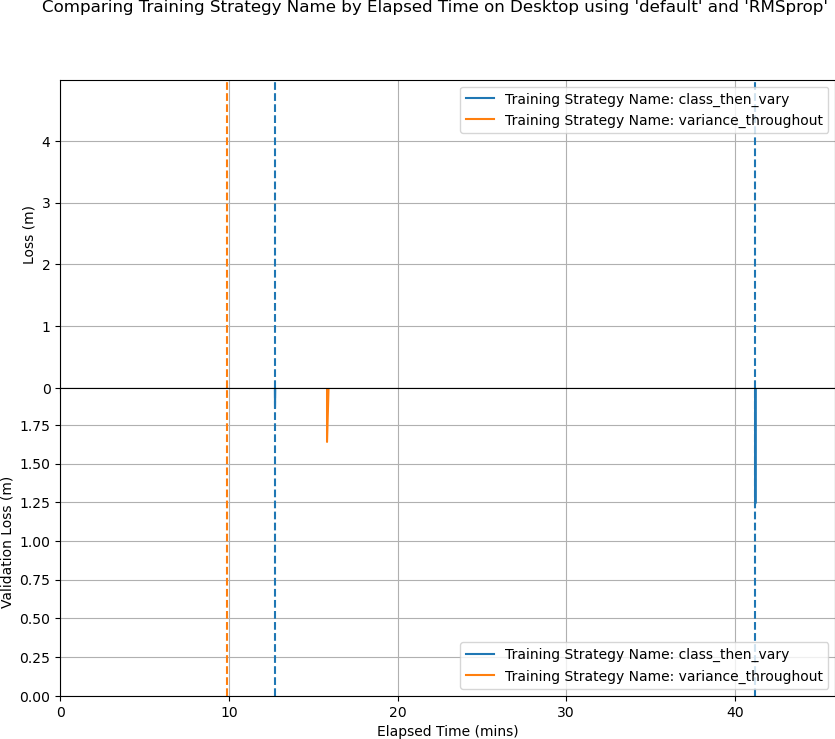 Comparing Training Strategy Name by Elapsed Time on Desktop using 'default' and 'RMSprop'
Training Strategy Name: class_then_vary
Training Strategy Name: variance_throughout
4
3
2
1
0
Loss (m)
1.75
1.50
1.25
1.00
0.75
0.50
0.25
0.00
Validation Loss (m)
Training Strategy Name: class_then_vary
Training Strategy Name: variance_throughout
0 10 20 30 40
Elapsed Time (mins)